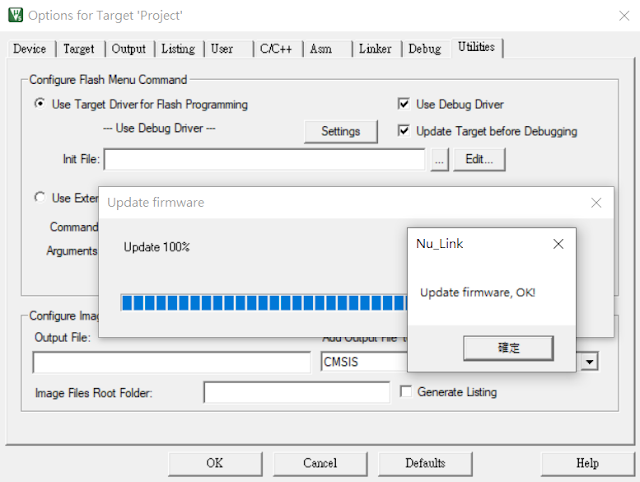 Options for Target 'Project'
Device Target Output Listing User C/C++ Asm Linker Debug Utilities
Configure Flash Menu Command
Use Target Driver for Flash Programming
Use Debug Driver
--- Use Debug Driver ---
Settings
Update Target before Debugging
Init File:
...
Edit...
Use Exter
Command
Arguments
Update firmware
Update 100%
Nu_Link
Update firmware, OK!
確定
Configure Imag
Output File:
Add Output File
CMSIS
Image Files Root Folder:
Generate Listing
OK Cancel Defaults Help